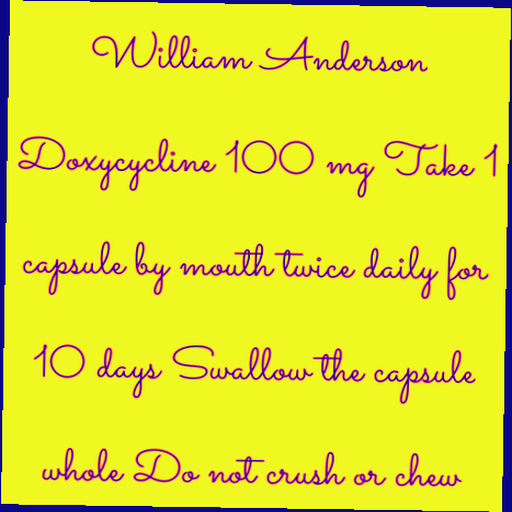 William Anderson
Doxycycline 100 mg Take 1
capsule by mouth twice daily for
10 days Swallow the capsule
whole Do not crush or chew